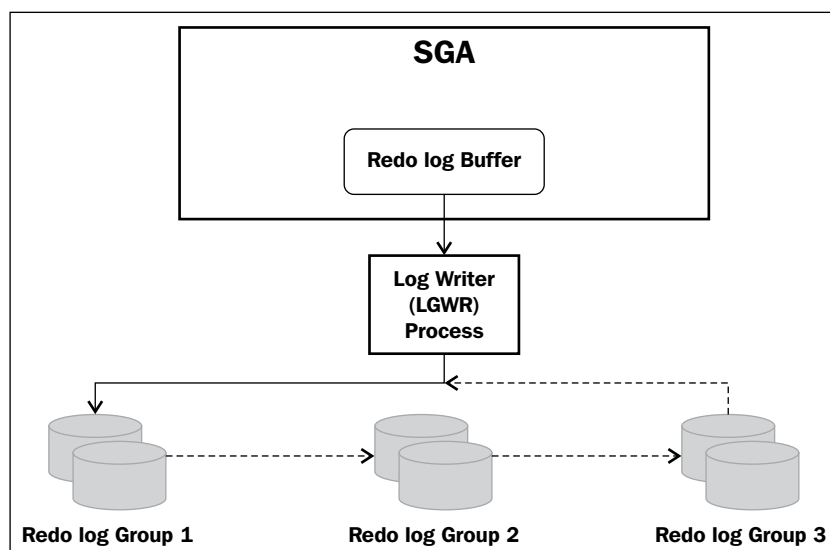 SGA
Redo log Buffer
Log Writer
(LGWR)
Process
Redo log Group 1
Redo log Group 2
Redo log Group 3